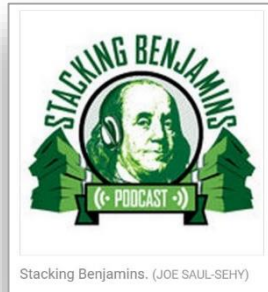 STACKING BENJAMINS
((• PODCAST •))
Stacking Benjamins. (JOE SAUL-SEHY)